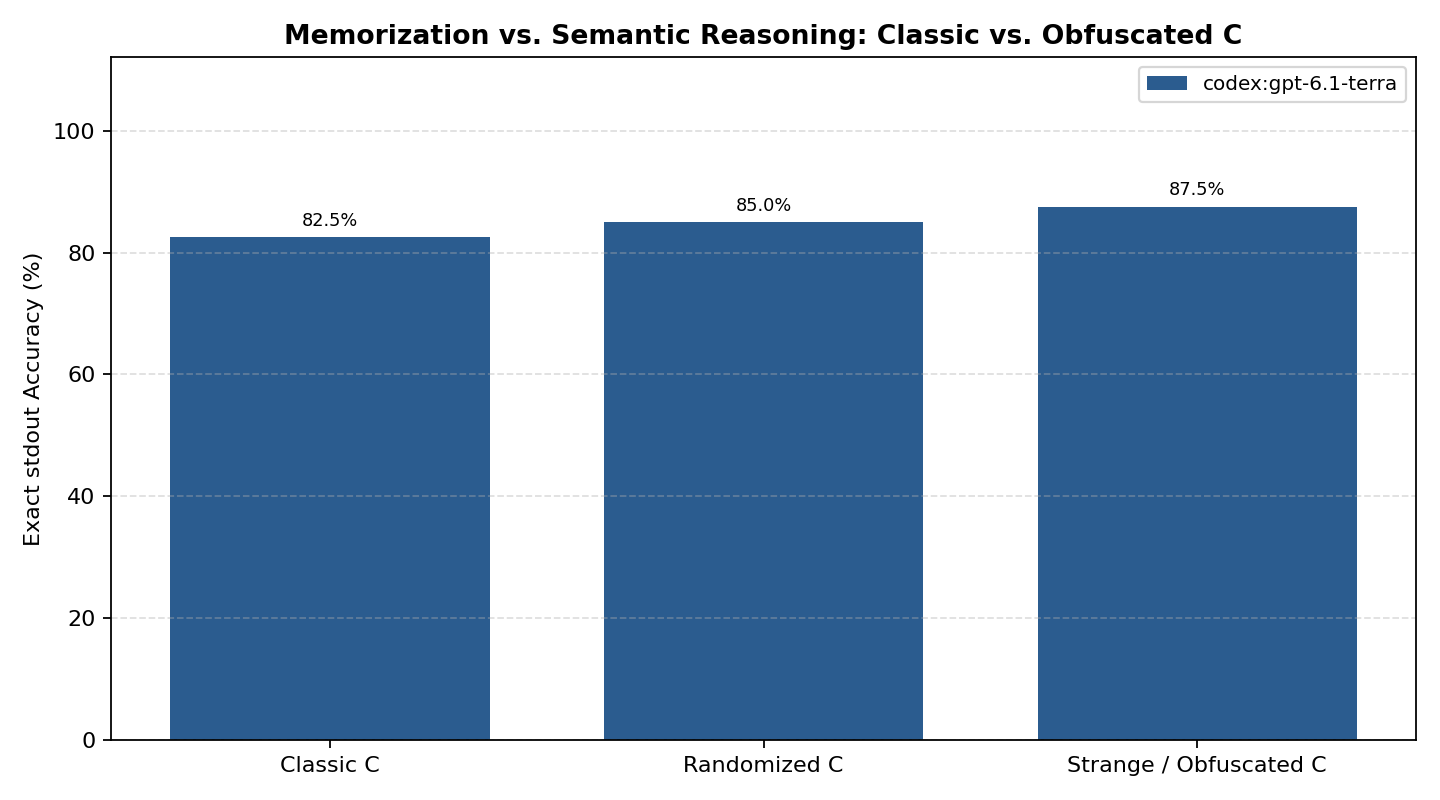 Memorization vs. Semantic Reasoning: Classic vs. Obfuscated C
codex:gpt-6.1-terra
Exact stdout Accuracy (%)
100
80
60
40
20
0
82.5%
85.0%
87.5%
Classic C
Randomized C
Strange / Obfuscated C